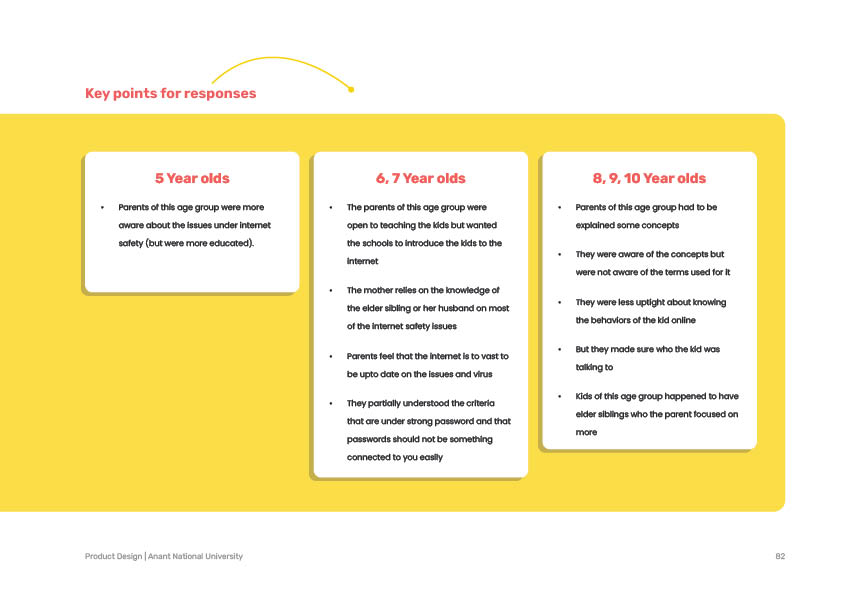 Key points for responses
5 Year olds
• Parents of this age group were more
aware about the issues under internet
safety (but were more educated).
6, 7 Year olds
• The parents of this age group were
open to teaching the kids but wanted
the schools to introduce the kids to the
internet
• The mother relies on the knowledge of
the elder sibling or her husband on most
of the internet safety issues
• Parents feel that the internet is to vast to
be upto date on the issues and virus
• They partially understood the criteria
that are under strong password and that
passwords should not be something
connected to you easily
8, 9, 10 Year olds
• Parents of this age group had to be
explained some concepts
• They were aware of the concepts but
were not aware of the terms used for it
• They were less uptight about knowing
the behaviors of the kid online
• But they made sure who the kid was
talking to
• Kids of this age group happened to have
elder siblings who the parent focused on
more
Product Design | Anant National University
82